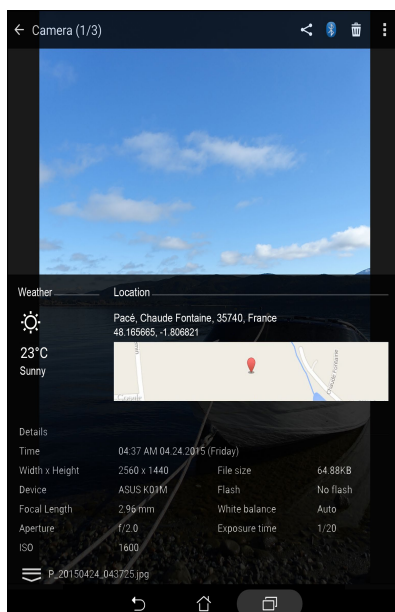 Camera (1/3)
Weather Location
Pacé, Chaude Fontaine, 35740, France
48.165665, -1.806821
23°C
Sunny
Chaude Fontaine
Google
Details
Time 04:37 AM 04.24.2015 (Friday)
Width x Height 2560 x 1440 File size 64.88KB
Device ASUS K01M Flash No flash
Focal Length 2.96 mm White balance Auto
Aperture f/2.0 Exposure time 1/20
ISO 1600
P_20150424_043725.jpg